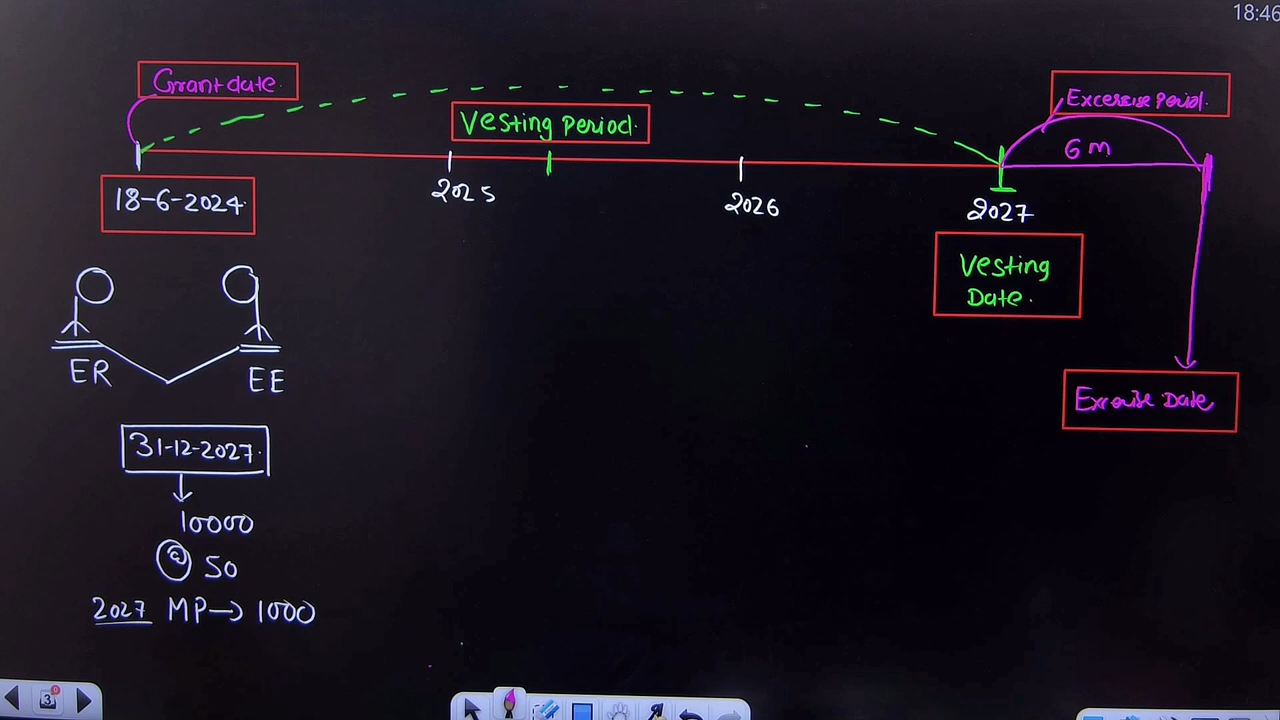 18:46
Grant date.
Excersise Period.
Vesting Period.
6 m
2025
2026
18-6-2024
2027
Vesting
Date.
ER
EE
Exercise Date
31-12-2027
10000
@ 50
2027 MP→ 1000
3